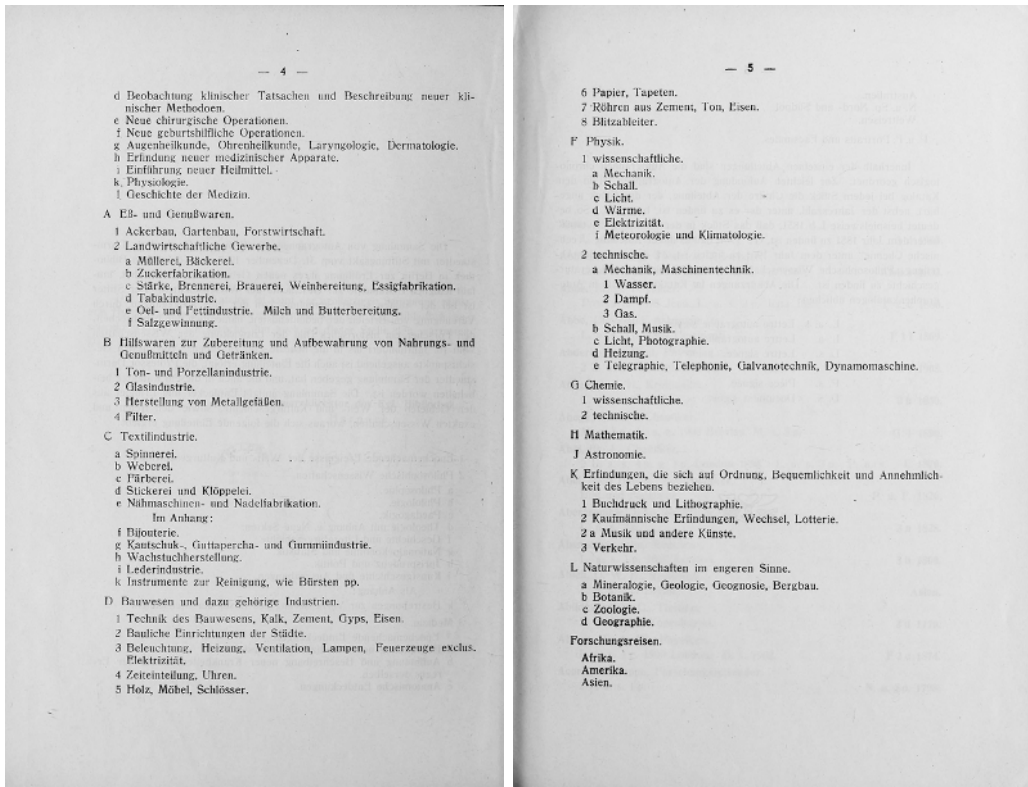 — 4 —
d Beobachtung klinischer Tatsachen und Beschreibung neuer kli-
nischer Methodoen.
e Neue chirurgische Operationen.
f Neue geburtshilfliche Operationen.
g Augenheilkunde, Ohrenheilkunde, Laryngologie, Dermatologie.
h Erfindung neuer medizinischer Apparate.
i Einführung neuer Heilmittel.
k Physiologie.
l Geschichte der Medizin.
A Eß- und Genußwaren.
1 Ackerbau, Gartenbau, Forstwirtschaft.
2 Landwirtschaftliche Gewerbe.
a Müllerei, Bäckerei.
b Zuckerfabrikation.
c Stärke, Brennerei, Brauerei, Weinbereitung, Essigfabrikation.
d Tabakindustrie.
e Oel- und Fettindustrie. Milch und Butterbereitung.
f Salzgewinnung.
B Hilfswaren zur Zubereitung und Aufbewahrung von Nahrungs- und
Genußmitteln und Getränken.
1 Ton- und Porzellanindustrie.
2 Glasindustrie.
3 Herstellung von Metallgefäßen.
4 Filter.
C Textilindustrie.
a Spinnerei.
b Weberei.
c Färberei.
d Stickerei und Klöppelei.
e Nähmaschinen- und Nadelfabrikation.
Im Anhang:
f Bijouterie.
g Kautschuk-, Guttapercha- und Gummiindustrie.
h Wachstuchherstellung.
i Lederindustrie.
k Instrumente zur Reinigung, wie Bürsten pp.
D Bauwesen und dazu gehörige Industrien.
1 Technik des Bauwesens, Kalk, Zement, Gyps, Eisen.
2 Bauliche Einrichtungen der Städte.
3 Beleuchtung, Heizung, Ventilation, Lampen, Feuerzeuge exclus.
Elektrizität.
4 Zeiteinteilung, Uhren.
5 Holz, Möbel, Schlösser.
— 5 —
6 Papier, Tapeten.
7 Röhren aus Zement, Ton, Eisen.
8 Blitzableiter.
F Physik.
1 wissenschaftliche.
a Mechanik.
b Schall.
c Licht.
d Wärme.
e Elektrizität.
f Meteorologie und Klimatologie.
2 technische.
a Mechanik, Maschinentechnik.
1 Wasser.
2 Dampf.
3 Gas.
b Schall, Musik.
c Licht, Photographie.
d Heizung.
e Telegraphie, Telephonie, Galvanotechnik, Dynamomaschine.
G Chemie.
1 wissenschaftliche.
2 technische.
H Mathematik.
J Astronomie.
K Erfindungen, die sich auf Ordnung, Bequemlichkeit und Annehmlich-
keit des Lebens beziehen.
1 Buchdruck und Lithographie.
2 Kaufmännische Erfindungen, Wechsel, Lotterie.
2 a Musik und andere Künste.
3 Verkehr.
L Naturwissenschaften im engeren Sinne.
a Mineralogie, Geologie, Geognosie, Bergbau.
b Botanik.
c Zoologie.
d Geographie.
Forschungsreisen.
Afrika.
Amerika.
Asien.